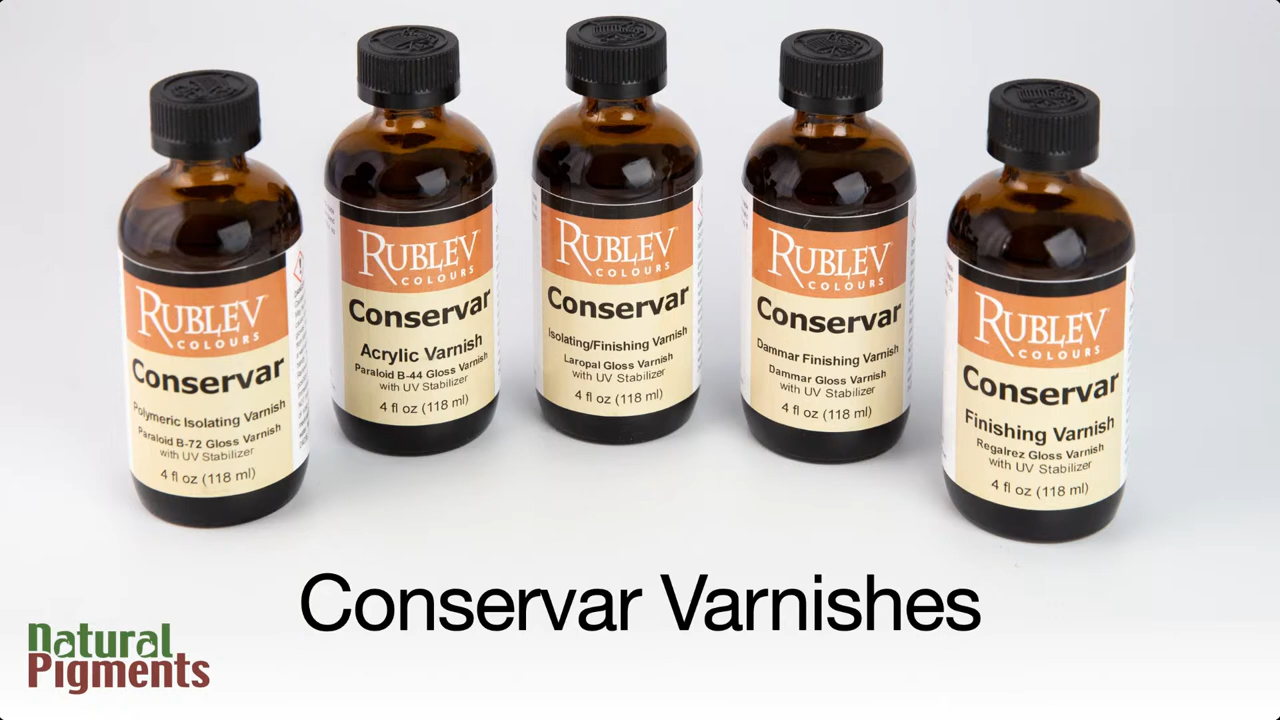 RUBLEV
COLOURS
Conservar
Polymeric Isolating Varnish
Paraloid B-72 Gloss Varnish
with UV Stabilizer
4 fl oz (118 ml)
RUBLEV
COLOURS
Conservar
Acrylic Varnish
Paraloid B-44 Gloss Varnish
with UV Stabilizer
4 fl oz (118 ml)
RUBLEV
COLOURS
Conservar
Isolating/Finishing Varnish
Laropal Gloss Varnish
with UV Stabilizer
4 fl oz (118 ml)
RUBLEV
COLOURS
Conservar
Dammar Finishing Varnish
Dammar Gloss Varnish
with UV Stabilizer
4 fl oz (118 ml)
RUBLEV
COLOURS
Conservar
Finishing Varnish
Regalrez Gloss Varnish
with UV Stabilizer
4 fl oz (118 ml)
Conservar Varnishes
Natural
Pigments